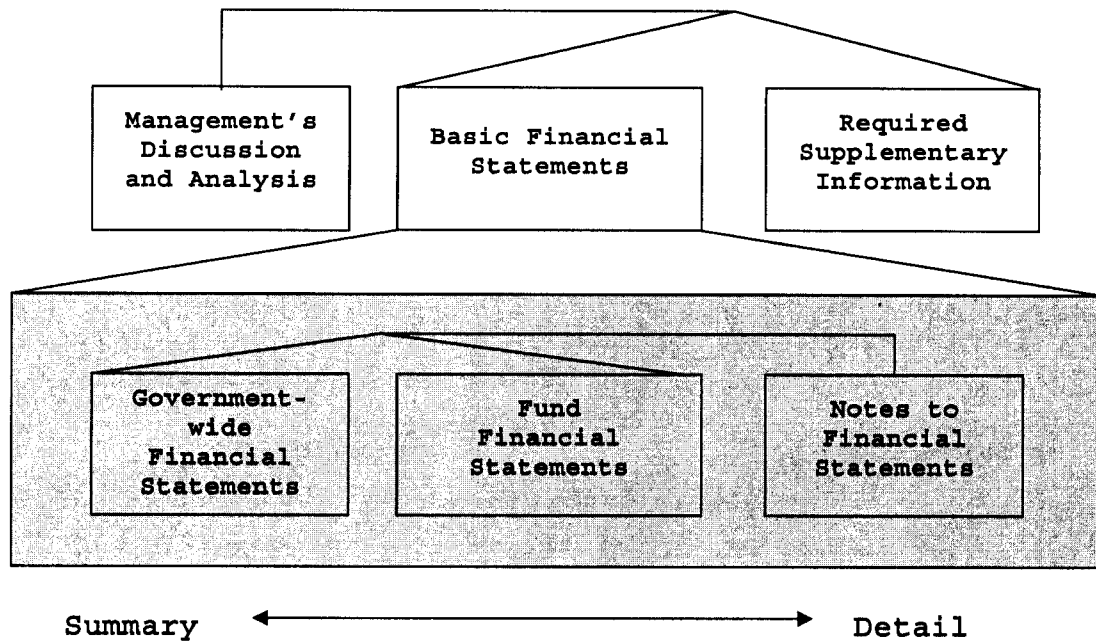 Management's
Discussion
and Analysis
Basic Financial
Statements
Required
Supplementary
Information
Government-
wide
Financial
Statements
Fund
Financial
Statements
Notes to
Financial
Statements
Summary
Detail